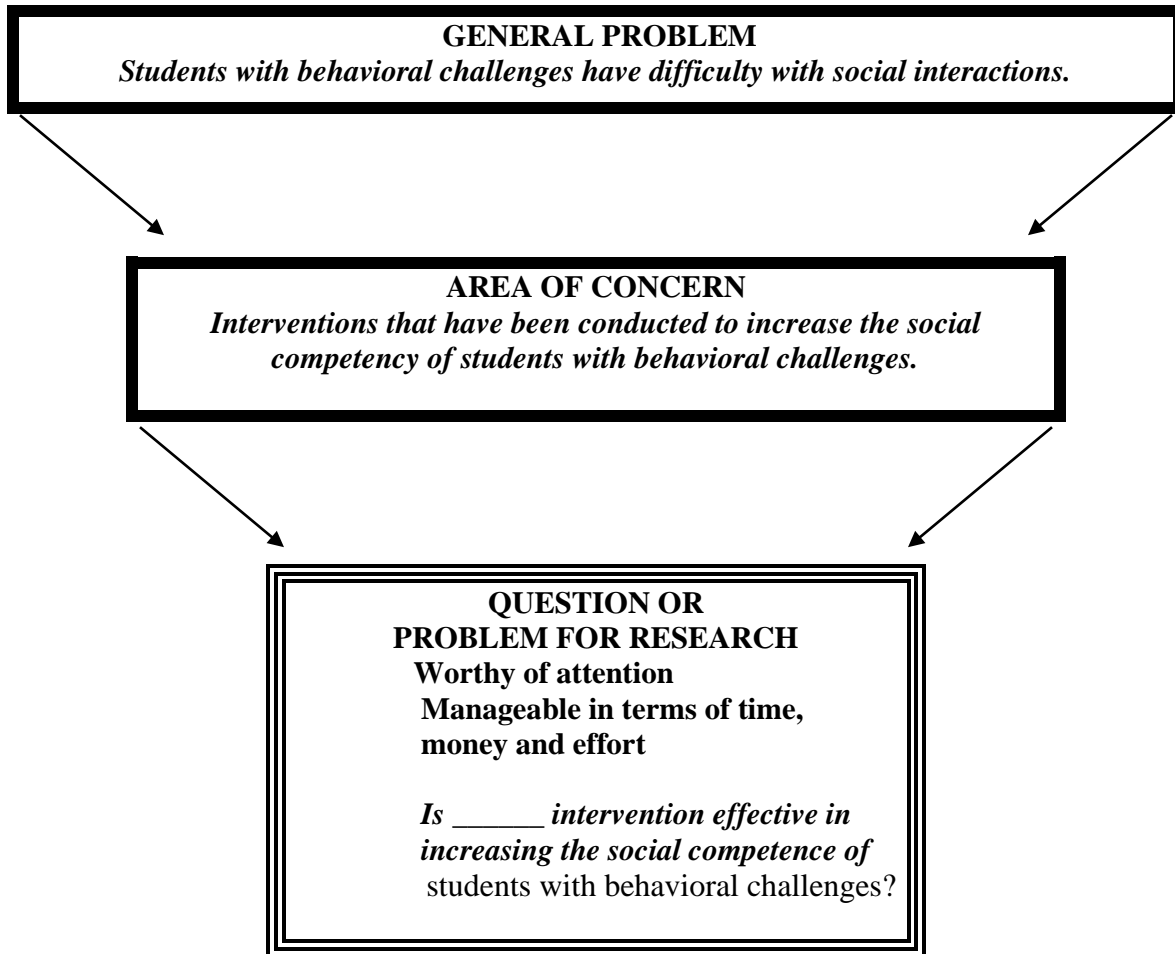 GENERAL PROBLEM
Students with behavioral challenges have difficulty with social interactions.
AREA OF CONCERN
Interventions that have been conducted to increase the social
competency of students with behavioral challenges.
QUESTION OR
PROBLEM FOR RESEARCH
Worthy of attention
Manageable in terms of time,
money and effort
Is ______ intervention effective in
increasing the social competence of
students with behavioral challenges?